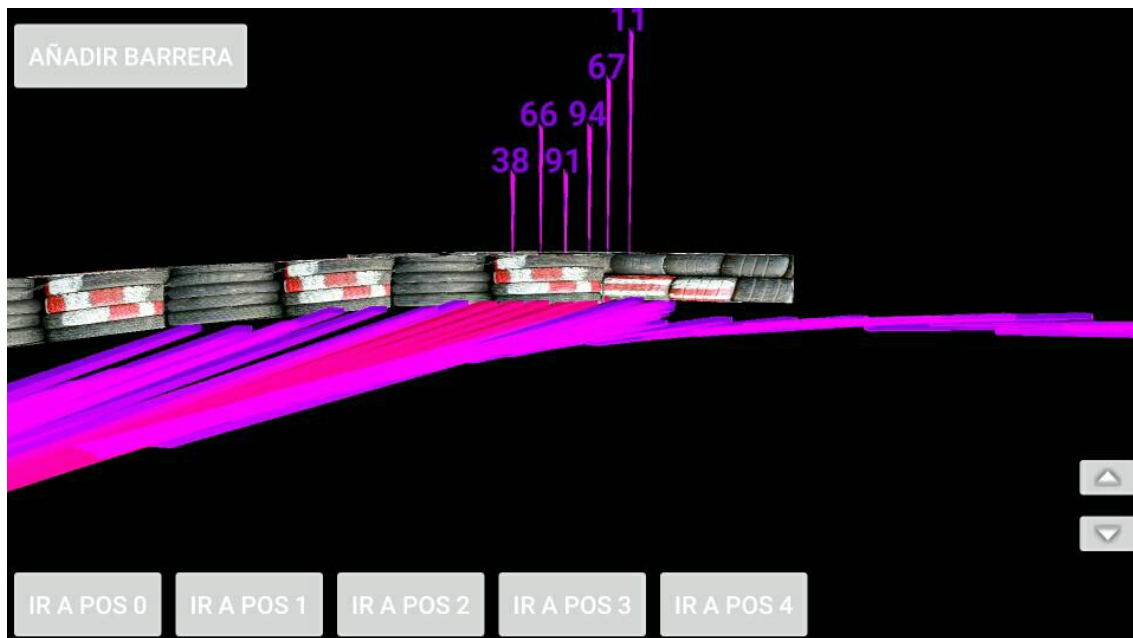 AÑADIR BARRERA
11
67
66 94
38 91
IR A POS 0
IR A POS 1
IR A POS 2
IR A POS 3
IR A POS 4